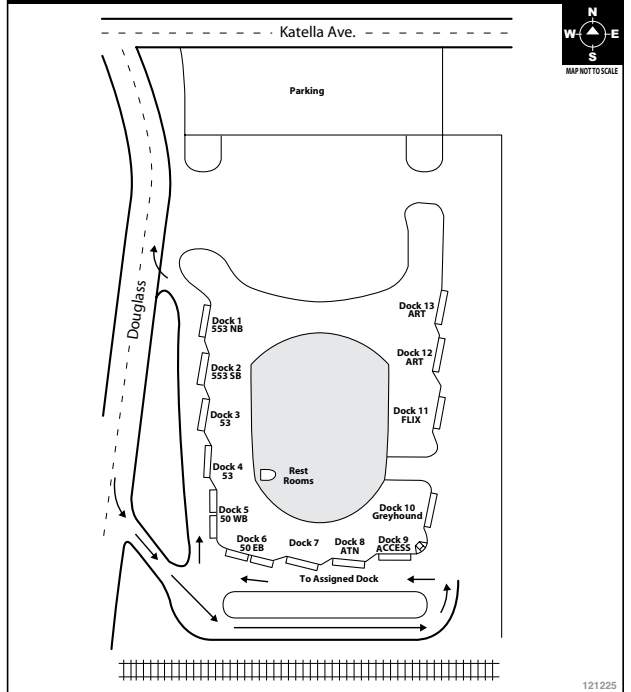 Katella Ave.
N
W E
S
MAP NOT TO SCALE
Parking
Douglass
Dock 1
553 NB
Dock 2
553 SB
Dock 3
53
Dock 4
53
Dock 5
50 WB
Dock 6
50 EB
Dock 7
Dock 8
ATN
Dock 9
ACCESS
Dock 10
Greyhound
Dock 11
FLIX
Dock 12
ART
Dock 13
ART
Rest
Rooms
To Assigned Dock
121225